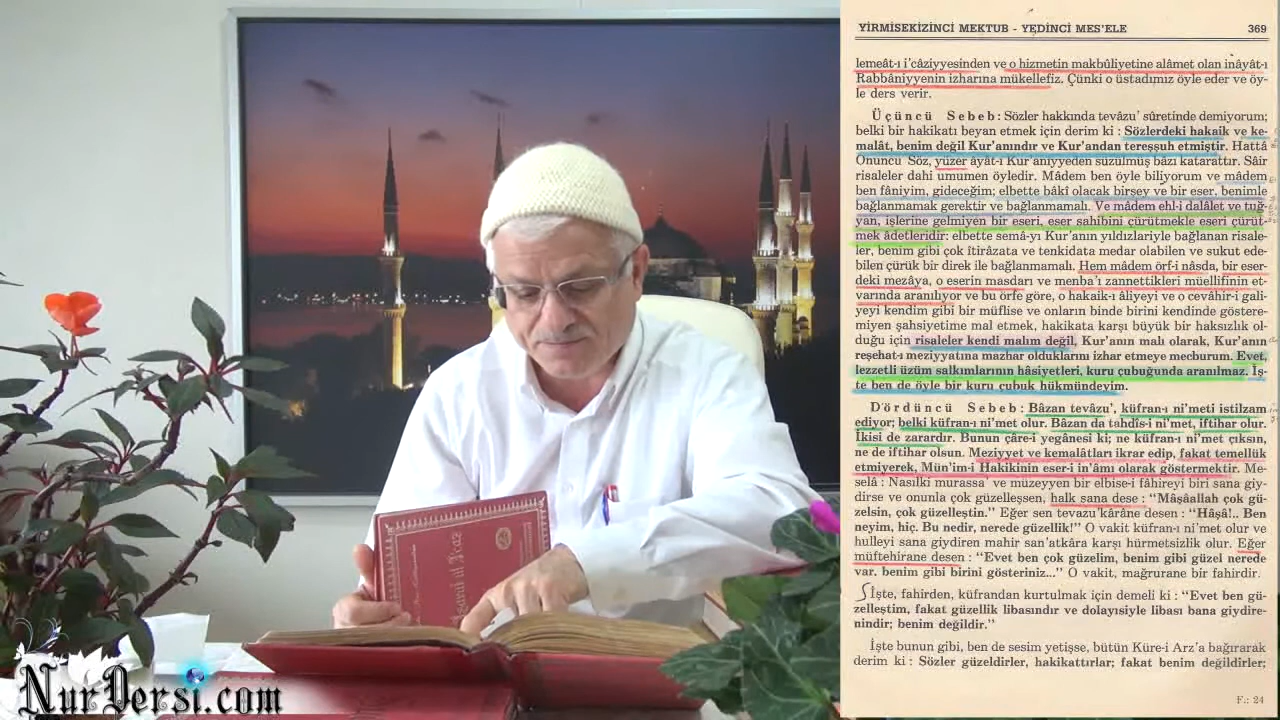 YİRMİSEKİZİNCİ MEKTUB - YEDİNCİ MES'ELE 369
lemeât-ı i'câziyyesinden ve o hizmetin makbûliyetine alâmet olan inâyât-ı
Rabbâniyyenin izharına mükellefiz. Çünki o üstadımız öyle eder ve öy-
le ders verir.
Üçüncü Sebeb: Sözler hakkında tevâzu' sûretinde demiyorum;
belki bir hakikatı beyan etmek için derim ki : Sözlerdeki hakaik ve ke-
malât, benim değil Kur'anındır ve Kur'andan tereşşuh etmiştir. Hattâ
Onuncu Söz, yüzer âyât-ı Kur'aniyyeden süzülmüş bâzı katarattır. Sâir
risaleler dahi umumen öyledir. Mâdem ben öyle biliyorum ve mâdem
ben fâniyim, gideceğim; elbette bâki olacak birşey ve bir eser, benimle
bağlanmamak gerektir ve bağlanmamalı. Ve mâdem ehl-i dalâlet ve tuğ-
yan, işlerine gelmiyen bir eseri, eser sahibini çürütmekle eseri çürüt-
mek âdetleridir: elbette semâ-yı Kur'anın yıldızlariyle bağlanan risale-
ler, benim gibi çok îtirâzata ve tenkidata medar olabilen ve sukut ede-
bilen çürük bir direk ile bağlanmamalı. Hem mâdem örf-i nâsda, bir eser-
deki mezâya, o eserin masdarı ve menba'ı zannettikleri müellifinin et-
varında aranılıyor ve bu örfe göre, o hakaik-ı âliyeyi ve o cevâhir-i gali-
yeyi kendim gibi bir müflise ve onların binde birini kendinde göstere-
miyen şahsiyetime mal etmek, hakikata karşı büyük bir haksızlık ol-
duğu için risaleler kendi malım değil, Kur'anın malı olarak, Kur'anın
reşehat-ı meziyyatına mazhar olduklarını izhar etmeye mecburum. Evet,
lezzetli üzüm salkımlarının hâsiyetleri, kuru çubuğunda aranılmaz. İş-
te ben de öyle bir kuru çubuk hükmündeyim.
Dördüncü Sebeb: Bâzan tevâzu', küfran-ı ni'meti istilzam
ediyor; belki küfran-ı ni'met olur. Bâzan da tahdîs-i ni'met, iftihar olur.
İkisi de zarardır. Bunun çâre-i yegânesi ki; ne küfran-ı ni'met çıksın,
ne de iftihar olsun. Meziyyet ve kemalâtları ikrar edip, fakat temellük
etmiyerek, Mün'im-i Hakikinin eser-i in'âmı olarak göstermektir. Me-
selâ : Nasılki murassa' ve müzeyyen bir elbise-i fâhireyi biri sana giy-
dirse ve onunla çok güzelleşsen, halk sana dese : "Mâşâallah çok gü-
zelsin, çok güzelleştin." Eğer sen tevazu'kârane desen : "Hâşâ!.. Ben
neyim, hiç. Bu nedir, nerede güzellik!" O vakit küfran-ı ni'met olur ve
hulleyi sana giydiren mahir san'atkâra karşı hürmetsizlik olur. Eğer
müftehirane desen : "Evet ben çok güzelim, benim gibi güzel nerede
var. benim gibi birini gösteriniz..." O vakit, mağrurane bir fahirdir.
İşte, fahirden, küfrandan kurtulmak için demeli ki : "Evet ben gü-
zelleştim, fakat güzellik libasındır ve dolayısiyle libası bana giydire-
nindir; benim değildir."
İşte bunun gibi, ben de sesim yetişse, bütün Küre-i Arz'a bağırarak
derim ki : Sözler güzeldirler, hakikattırlar; fakat benim değildirler;
F.: 24
NurDersi.com